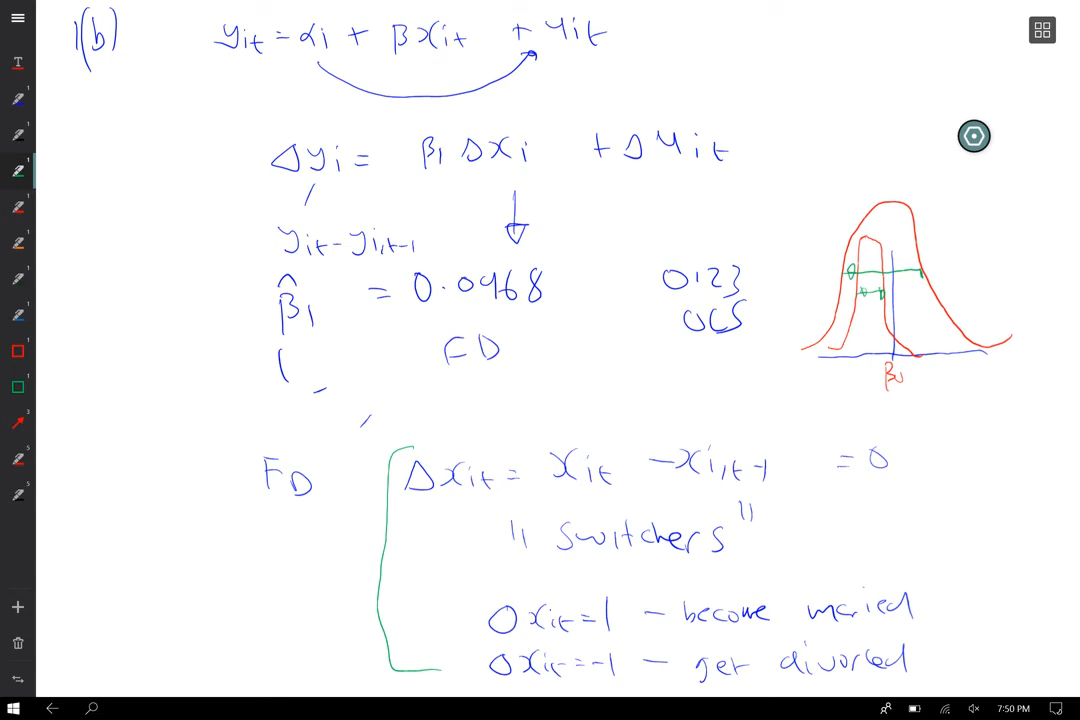 1(b) yit = αi + βxit + uit
Δyi = β1 Δxi + Δuit
yit - yi,t-1
β̂1 = 0.0968 0.123
FD OLS
β0
FD Δxit = xit - xi,t-1 = 0
"switchers"
Δxit = 1 - become married
Δxit = -1 - get divorced
7:50 PM